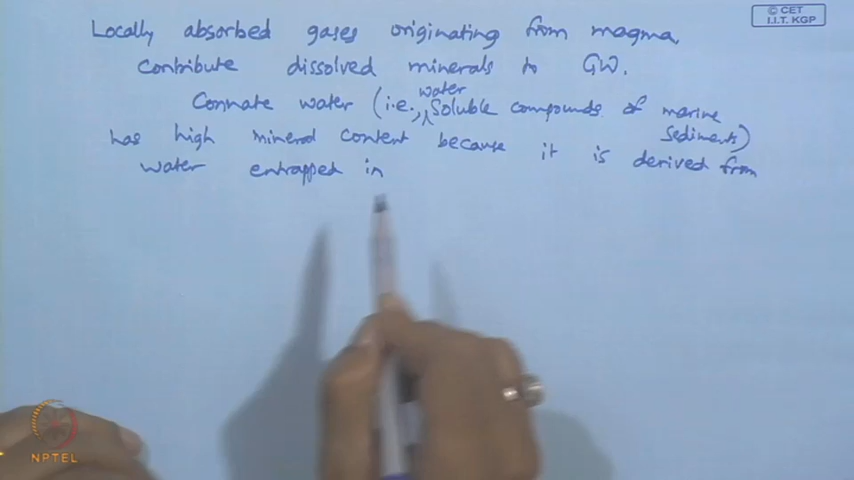 © CET
I.I.T. KGP
Locally absorbed gases originating from magma,
contribute dissolved minerals to GW.
water
Connate water (i.e., soluble compounds of marine
sediments)
has high mineral content because it is derived from
water entrapped in
NPTEL